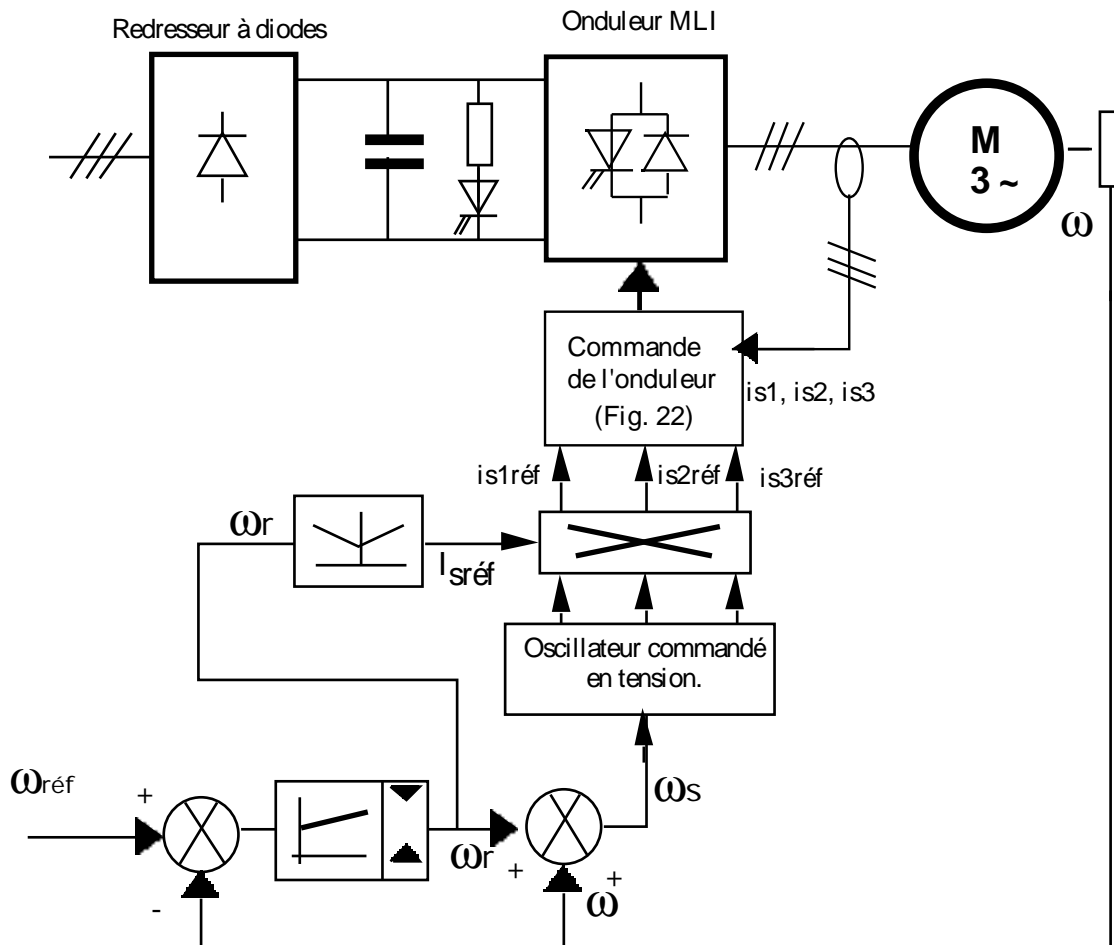 Redresseur à diodes
Onduleur MLI
M
3 ~
ω
Commande
de l'onduleur
(Fig. 22)
is1, is2, is3
is1réf
is2réf
is3réf
ωr
Isréf
Oscillateur commandé
en tension.
ωs
ωréf
+
-
ωr
+
ω
+